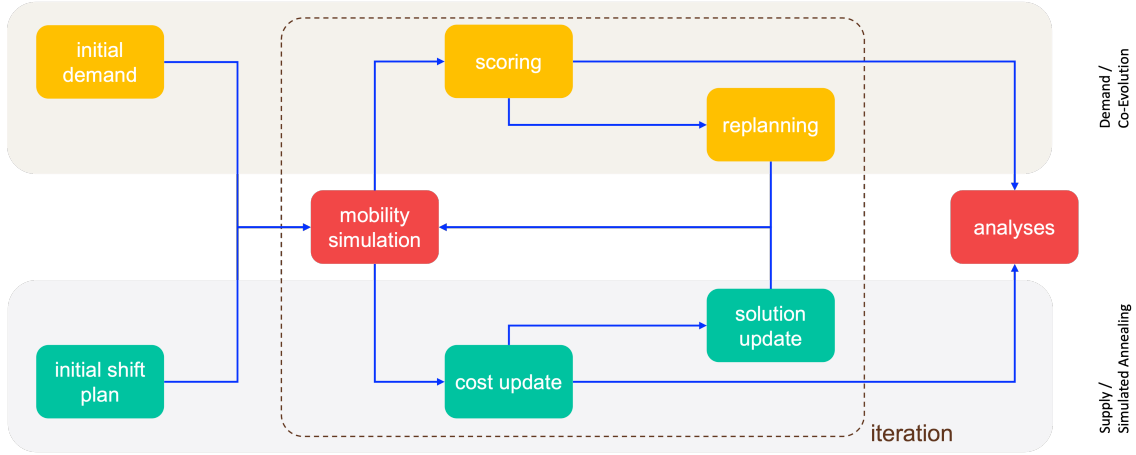 initial
demand
scoring
replanning
mobility
simulation
analyses
solution
update
initial shift
plan
cost update
iteration
Demand /
Co-Evolution
Supply /
Simulated Annealing